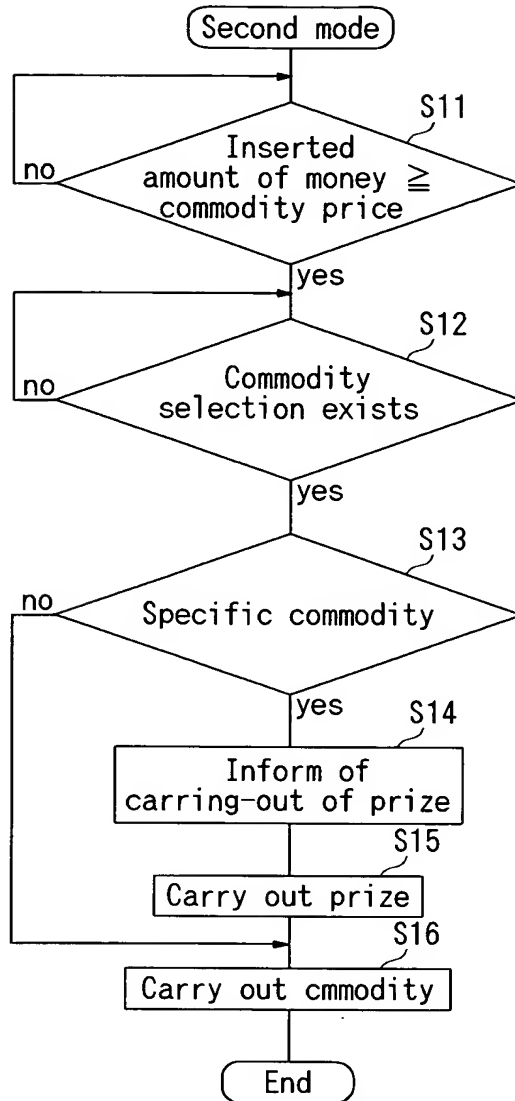 Second mode
S11
Inserted
amount of money ≧
commodity price
no
yes
S12
Commodity
selection exists
no
yes
S13
no
Specific commodity
yes
S14
Inform of
carring-out of prize
S15
Carry out prize
S16
Carry out cmmodity
End